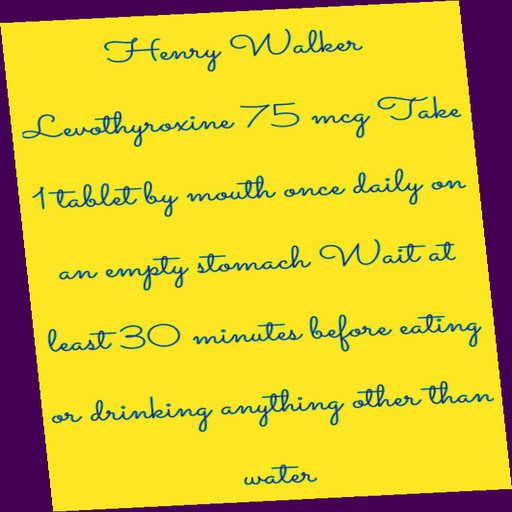 Henry Walker
Levothyroxine 75 mcg Take
1 tablet by mouth once daily on
an empty stomach Wait at
least 30 minutes before eating
or drinking anything other than
water